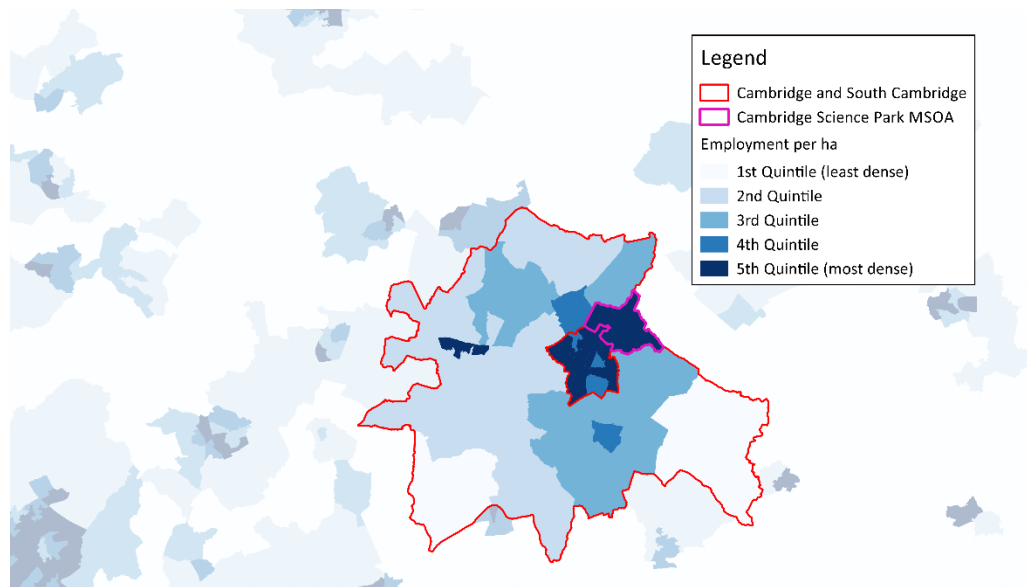 Legend
Cambridge and South Cambridge
Cambridge Science Park MSOA
Employment per ha
1st Quintile (least dense)
2nd Quintile
3rd Quintile
4th Quintile
5th Quintile (most dense)